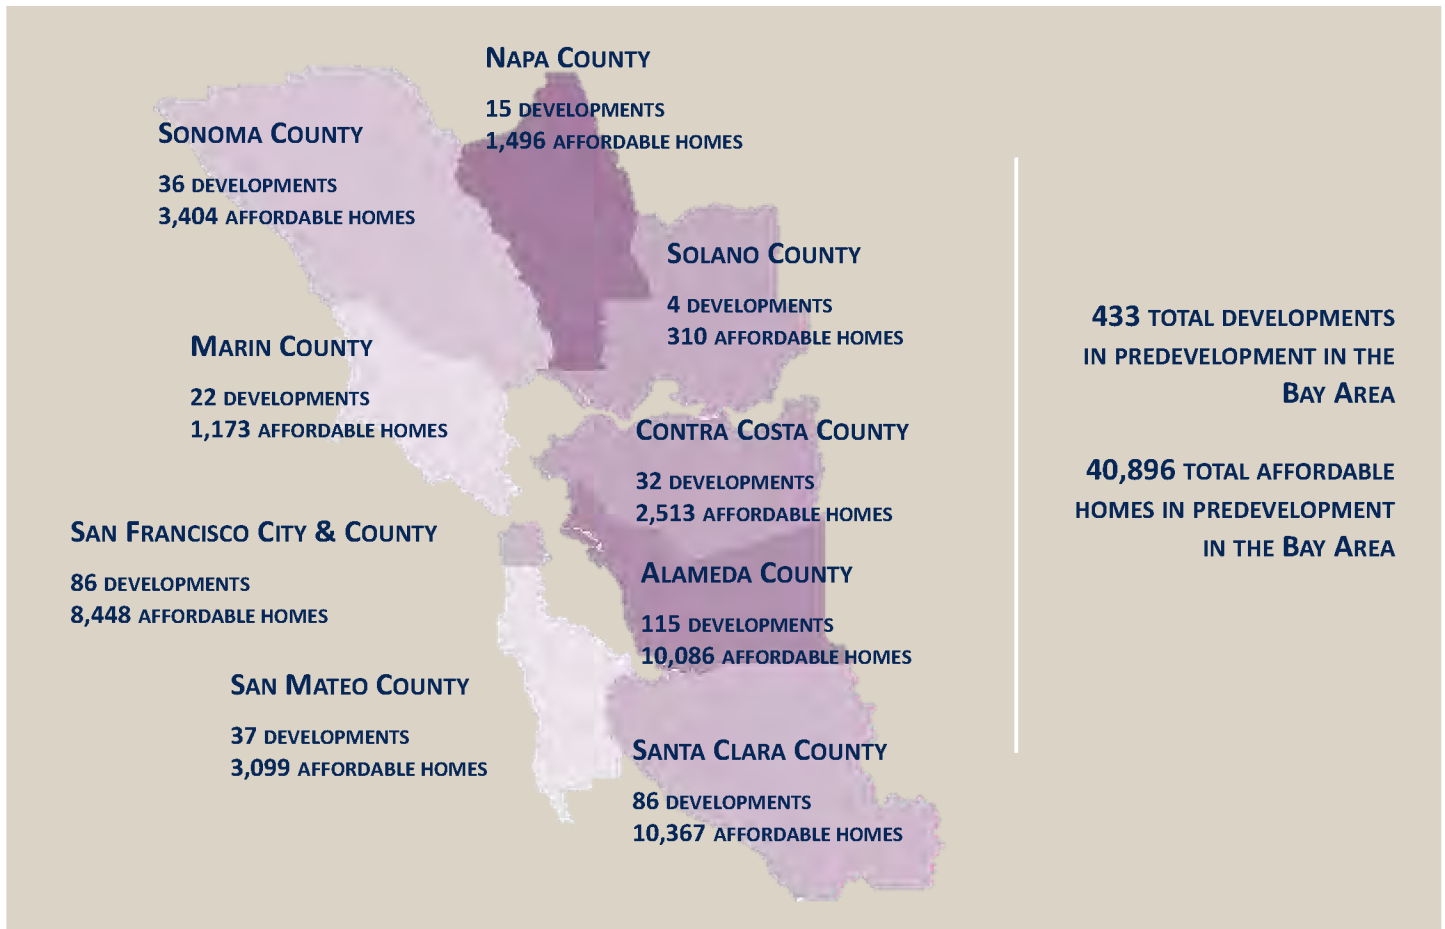 Napa County
15 developments
1,496 affordable homes
Sonoma County
36 developments
3,404 affordable homes
Solano County
4 developments
310 affordable homes
Marin County
22 developments
1,173 affordable homes
Contra Costa County
32 developments
2,513 affordable homes
San Francisco City & County
86 developments
8,448 affordable homes
Alameda County
115 developments
10,086 affordable homes
San Mateo County
37 developments
3,099 affordable homes
Santa Clara County
86 developments
10,367 affordable homes
433 total developments
in predevelopment in the
Bay Area
40,896 total affordable
homes in predevelopment
in the Bay Area